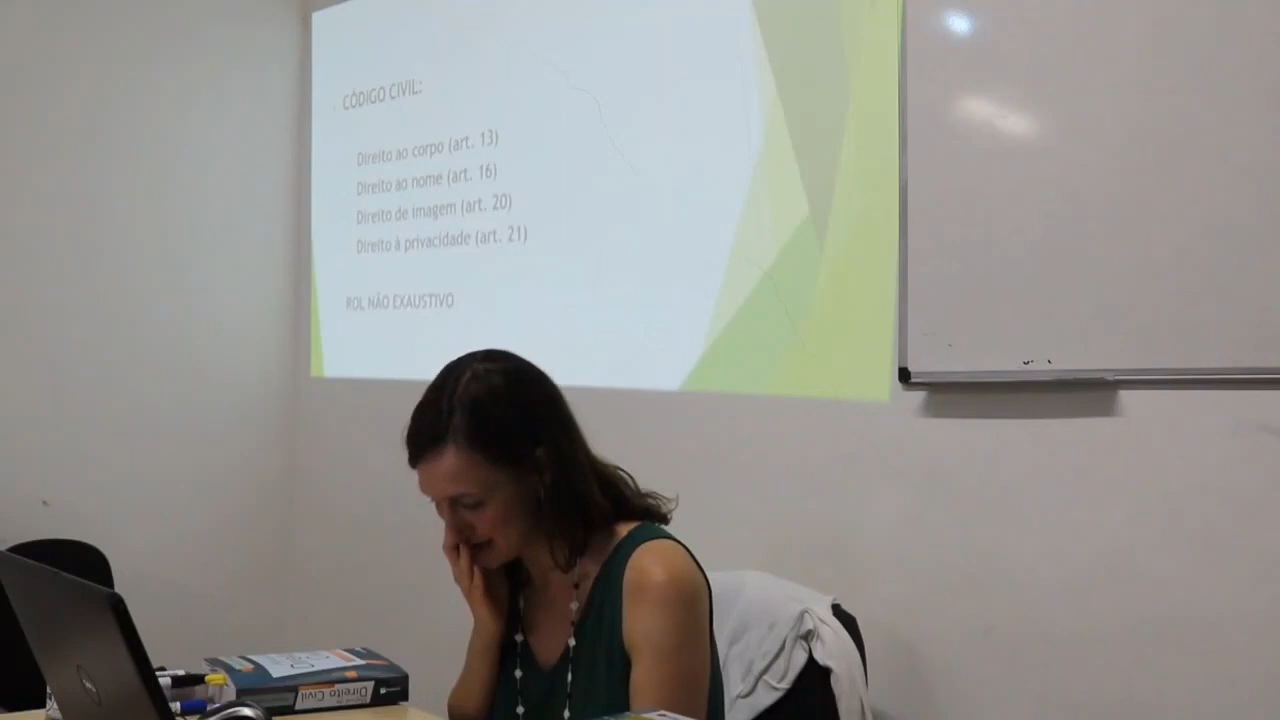 CÓDIGO CIVIL:
Direito ao corpo (art. 13)
Direito ao nome (art. 16)
Direito de imagem (art. 20)
Direito à privacidade (art. 21)
ROL NÃO EXAUSTIVO
Direito Civil
DELL